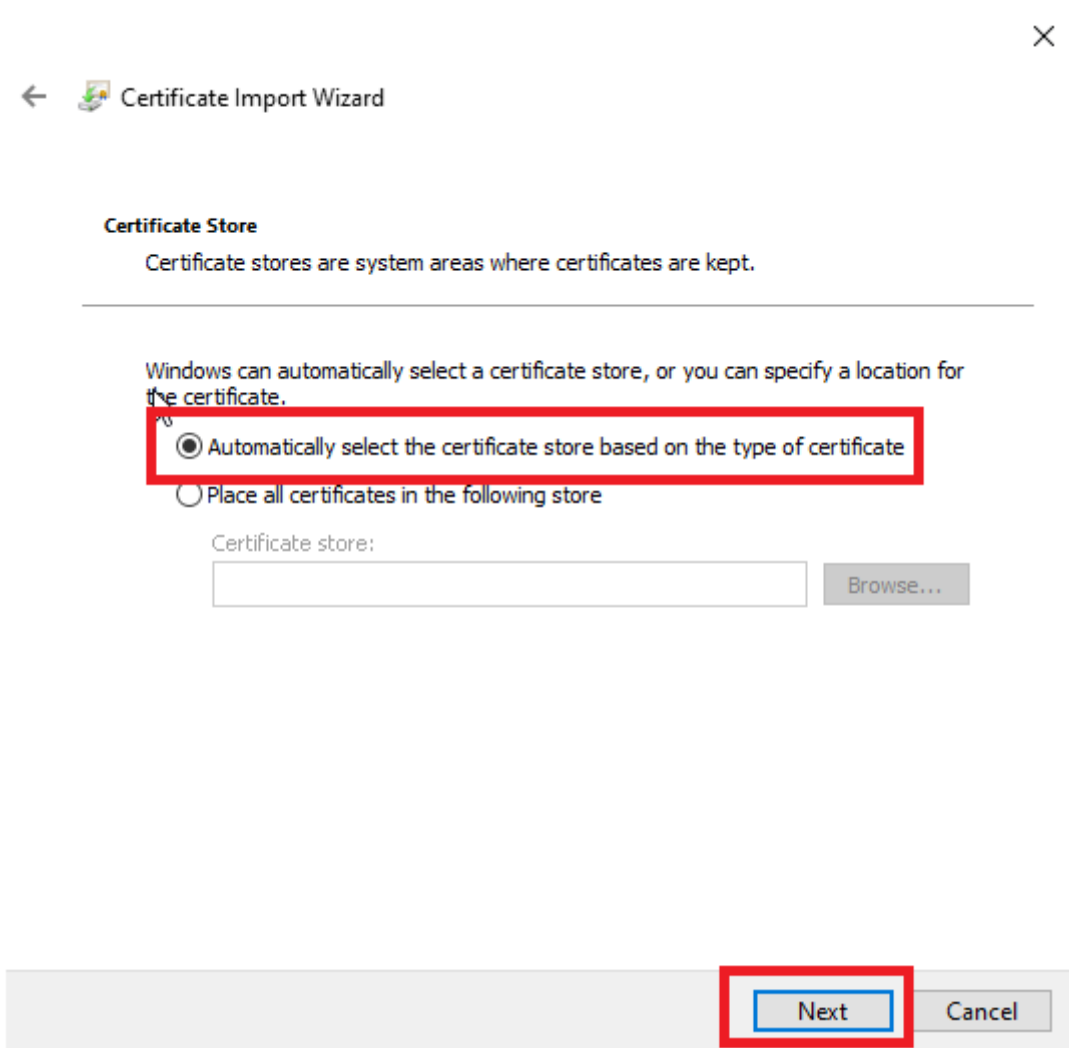 Certificate Import Wizard
Certificate Store
Certificate stores are system areas where certificates are kept.
Windows can automatically select a certificate store, or you can specify a location for
the certificate.
Automatically select the certificate store based on the type of certificate
Place all certificates in the following store
Certificate store:
Browse...
Next
Cancel